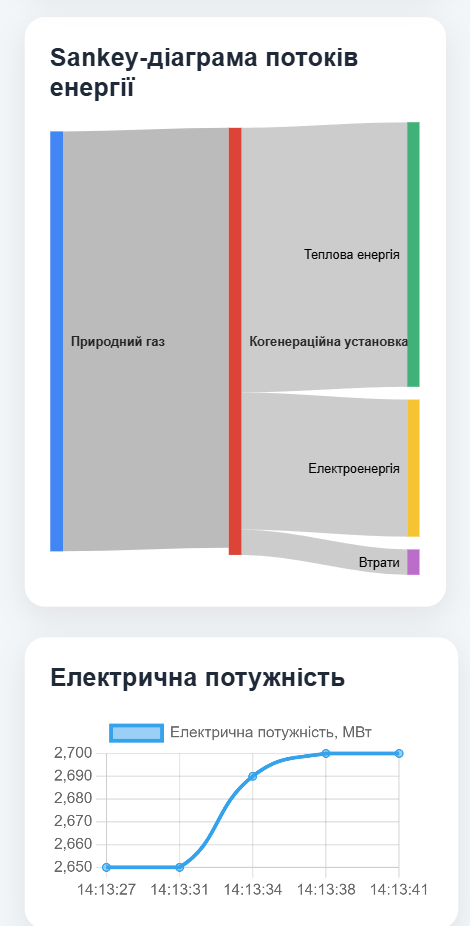 Sankey-діаграма потоків
енергії
Теплова енергія
Природний газ
Когенераційна установка
Електроенергія
Втрати
Електрична потужність
Електрична потужність, МВт
2,700
2,690
2,680
2,670
2,660
2,650
14:13:27 14:13:31 14:13:34 14:13:38 14:13:41